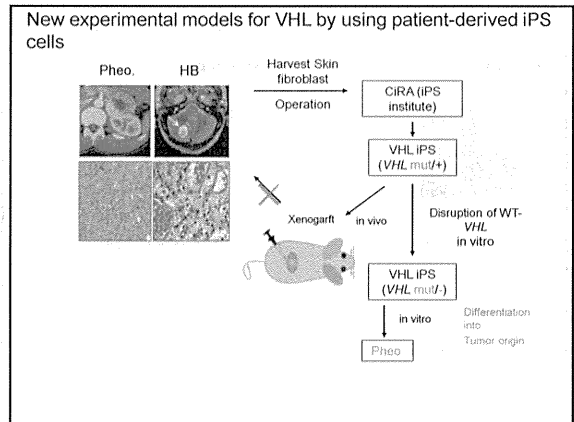 New experimental models for VHL by using patient-derived iPS
cells
Pheo.
HB
Harvest Skin
fibroblast
Operation
CiRA (iPS
institute)
VHL iPS
(VHL mut/+)
Xenogarft
in vivo
Disruption of WT-
VHL
in vitro
VHL iPS
(VHL mut/-)
in vitro
Differentiation
into
Tumor origin
Pheo